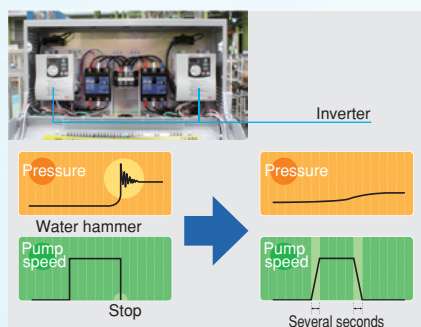 Inverter
Pressure
Water hammer
Pump
speed
Stop
Pressure
Pump
speed
Several seconds